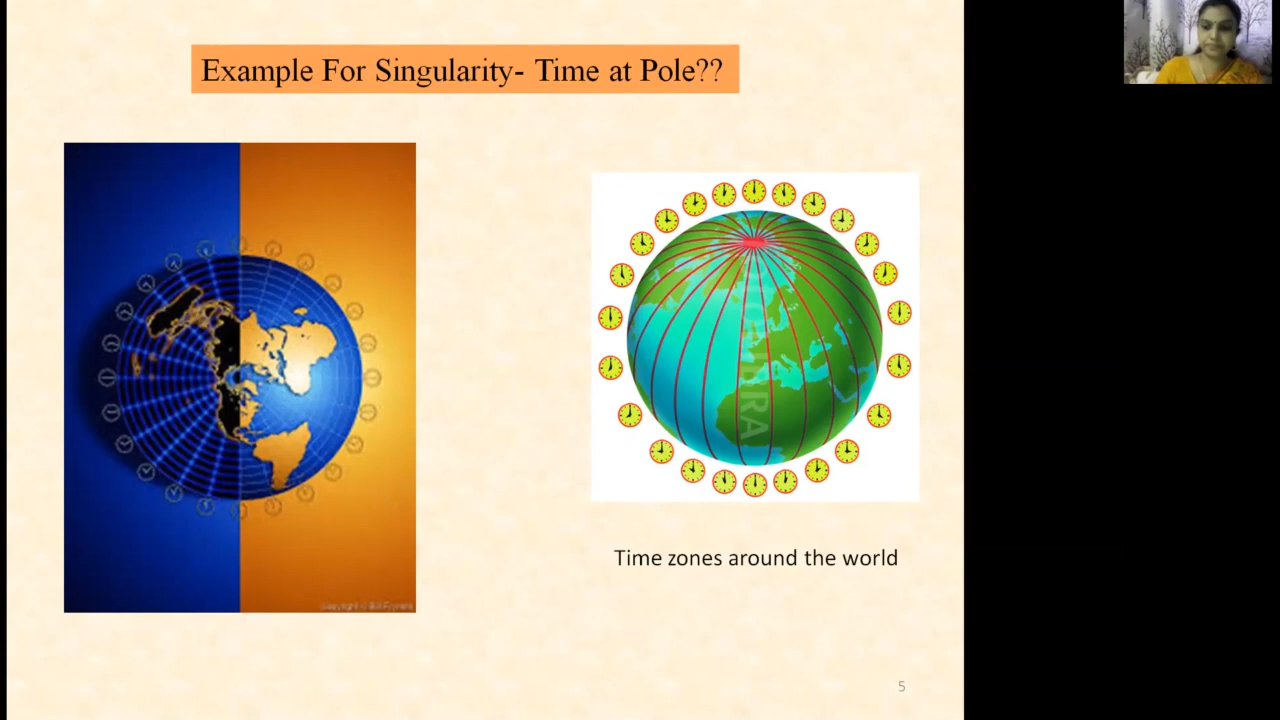 Example For Singularity- Time at Pole??
Time zones around the world
5